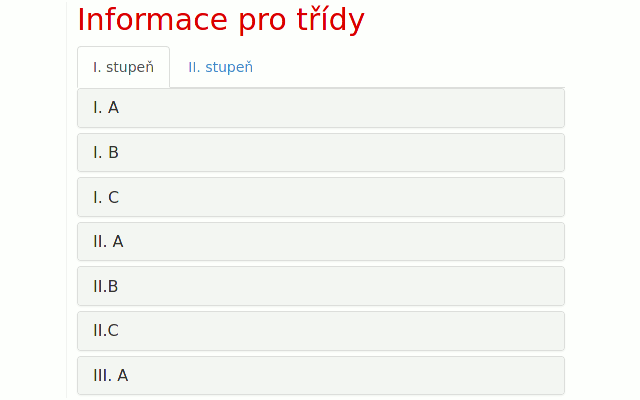 Informace pro třídy
I. stupeň II. stupeň
I. A
I. B
I. C
II. A
II.B
II.C
III. A